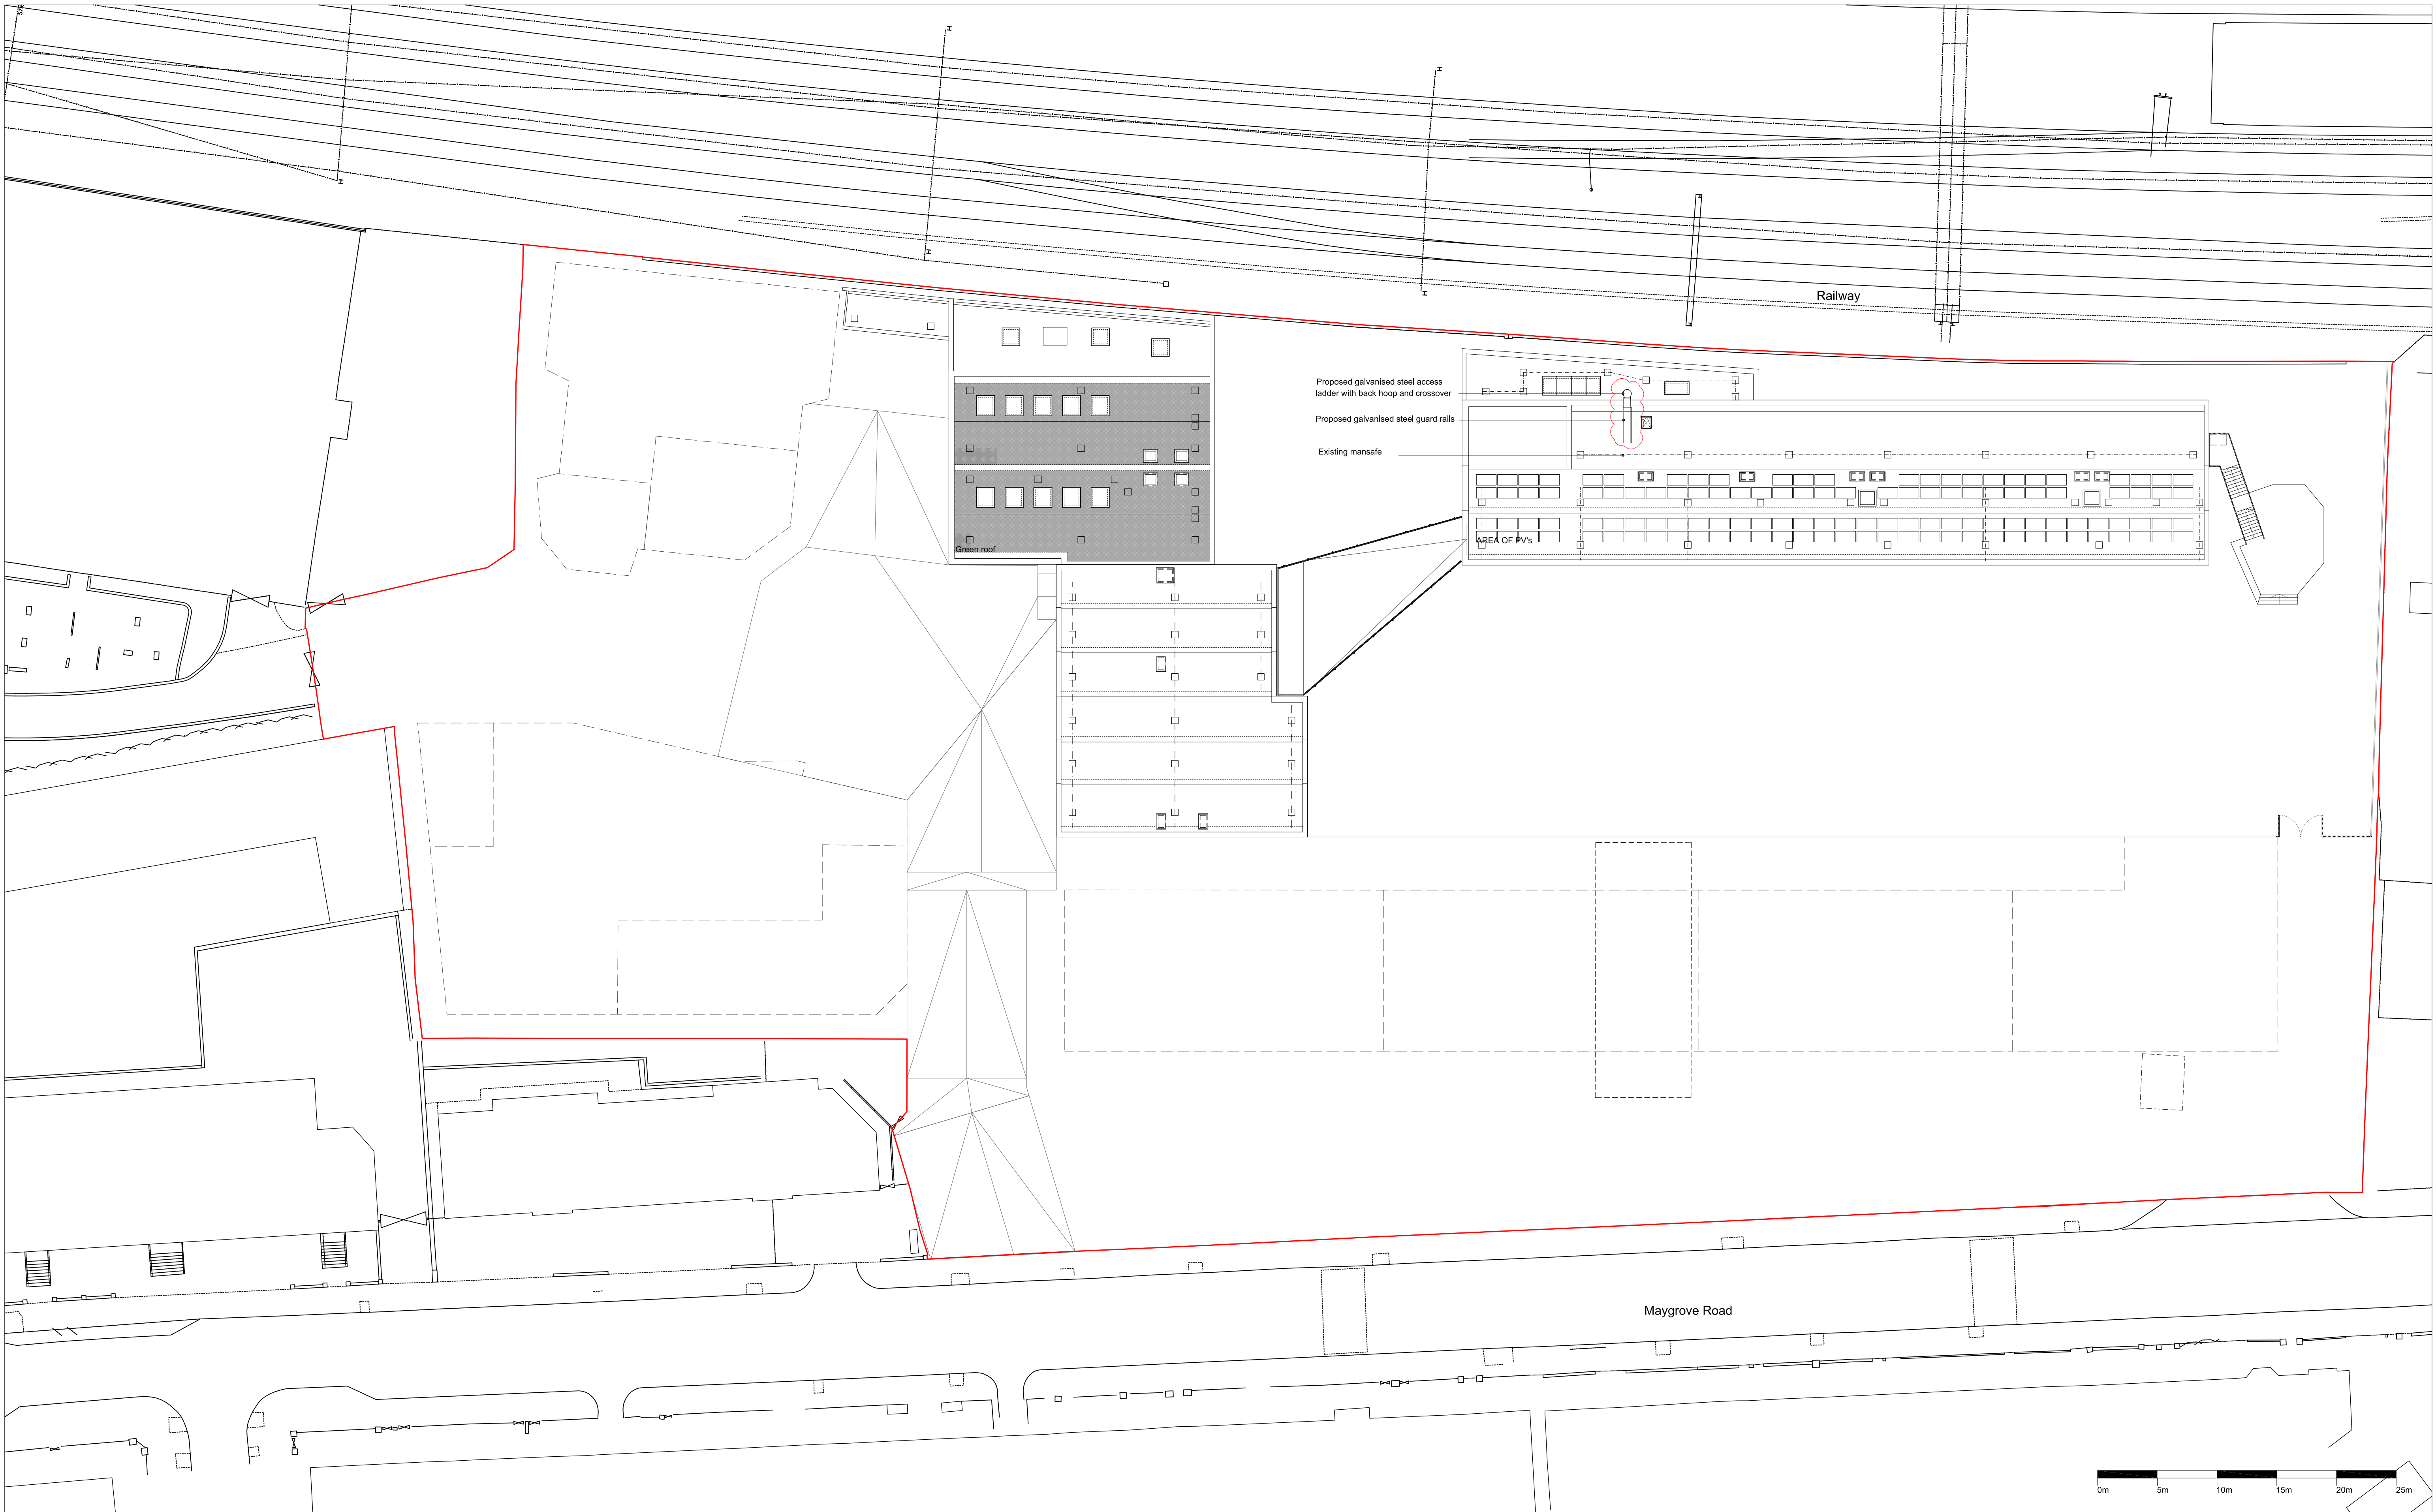 Railway
Proposed galvanised steel access
ladder with back hoop and crossover
Proposed galvanised steel guard rails
Existing mansafe
AREA OF PV's
Green roof
Maygrove Road
0m 5m 10m 15m 20m 25m